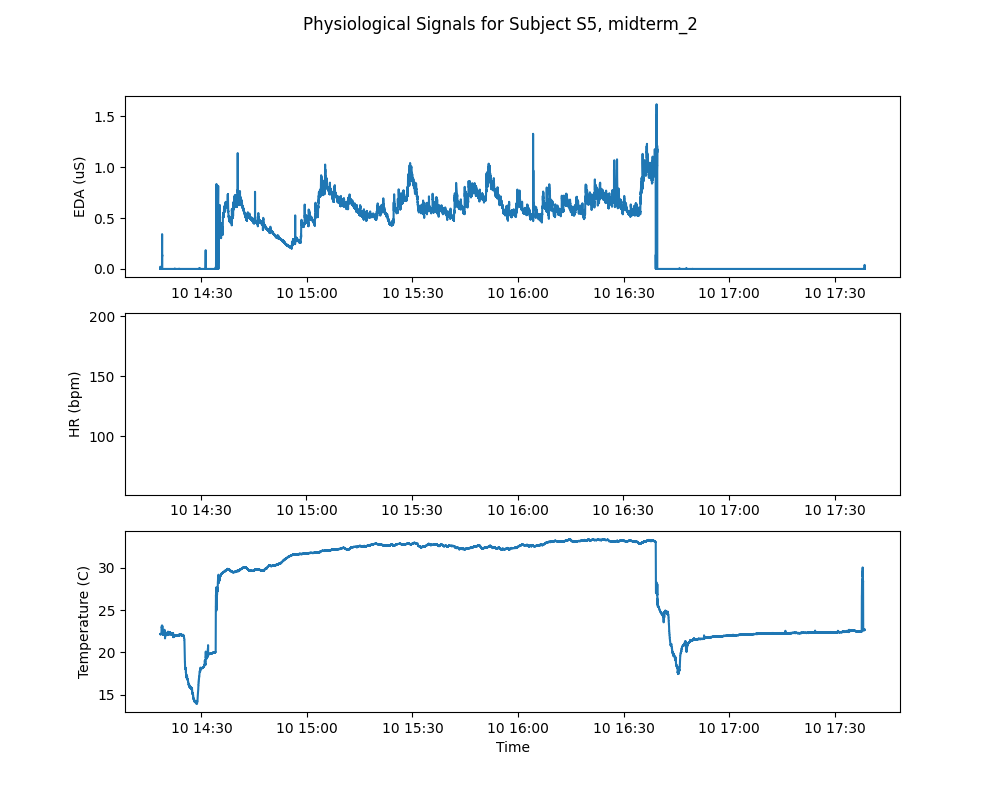 Physiological Signals for Subject S5, midterm_2
EDA (uS)
1.5
1.0
0.5
0.0
10 14:30 10 15:00 10 15:30 10 16:00 10 16:30 10 17:00 10 17:30
HR (bpm)
200
150
100
10 14:30 10 15:00 10 15:30 10 16:00 10 16:30 10 17:00 10 17:30
Temperature (C)
30
25
20
15
10 14:30 10 15:00 10 15:30 10 16:00 10 16:30 10 17:00 10 17:30
Time